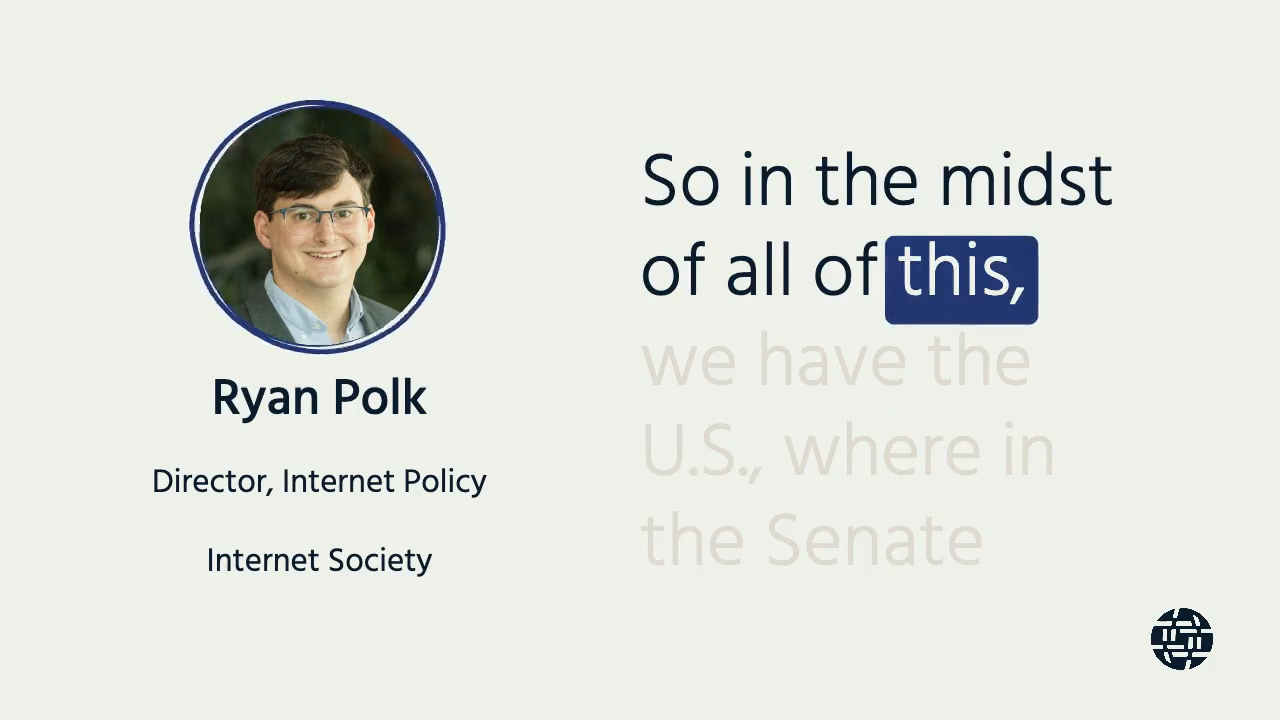 Ryan Polk
Director, Internet Policy
Internet Society
So in the midst
of all of this,
we have the
U.S., where in
the Senate